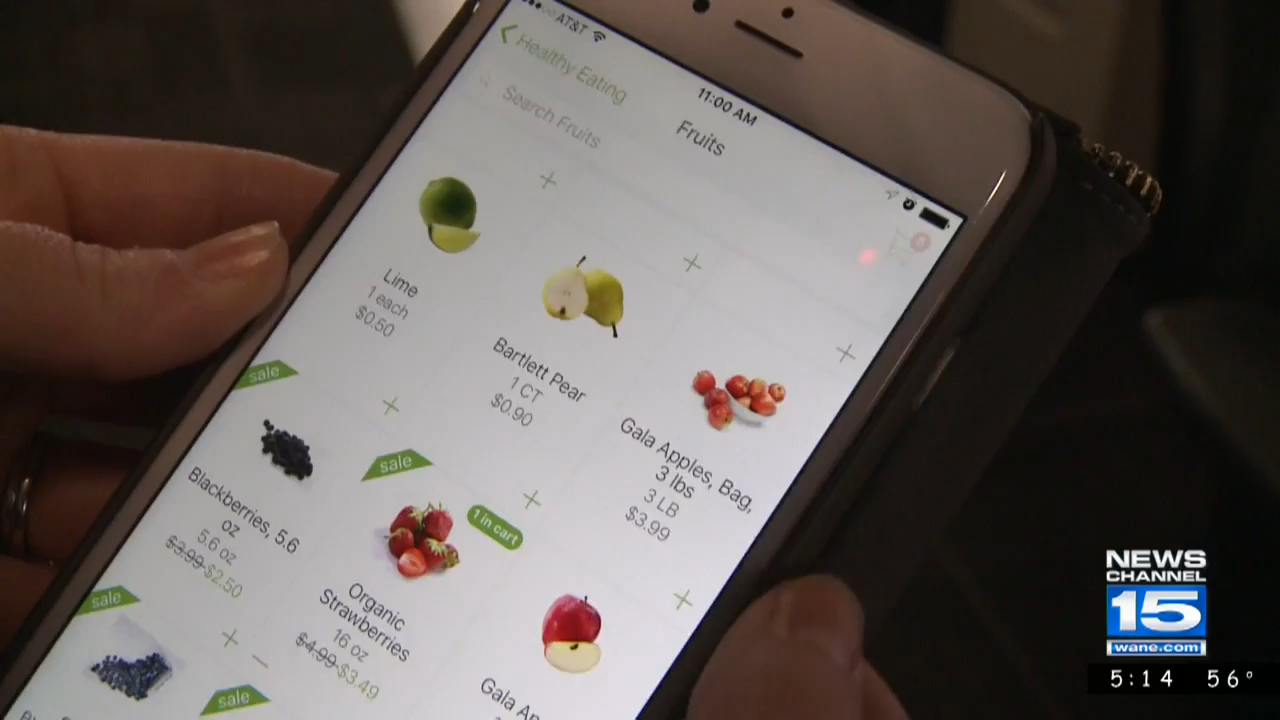 AT&T
11:00 AM
Healthy Eating
Fruits
Search Fruits
Lime
1 each
$0.50
Bartlett Pear
1 CT
$0.90
Gala Apples, Bag,
3 lbs
3 LB
$3.99
sale
Blackberries, 5.6
oz
5.6 oz
$3.99 $2.50
sale
Organic
Strawberries
16 oz
$4.99 $3.49
1 in cart
sale
sale
Gala
NEWS
CHANNEL
15
wane.com
5:14 56°